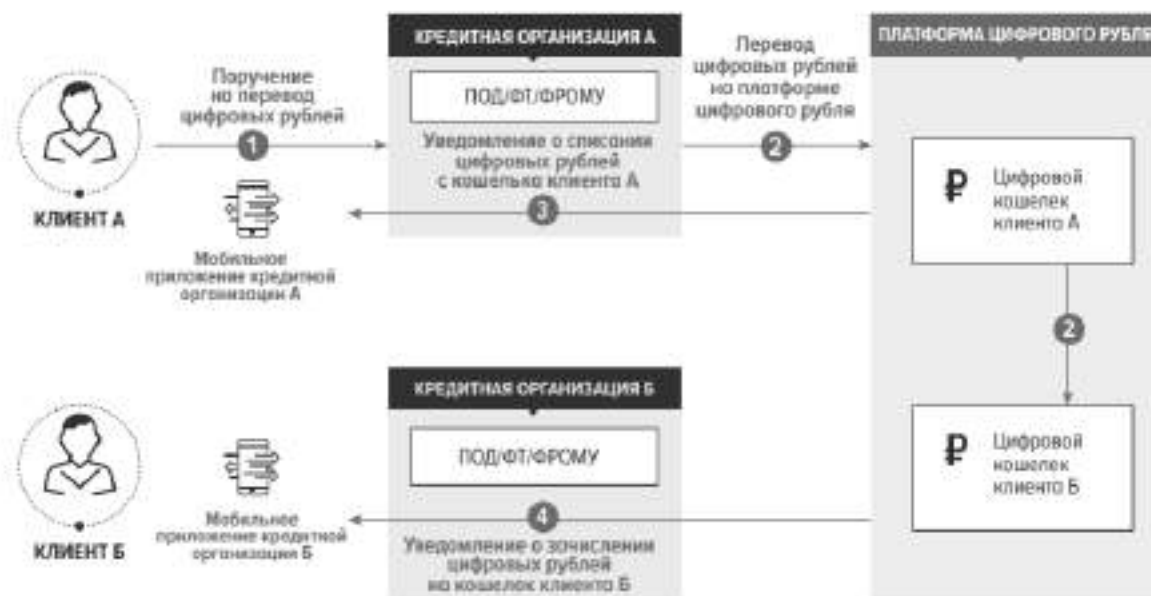 КРЕДИТНАЯ ОРГАНИЗАЦИЯ А
ПЛАТФОРМА ЦИФРОВОГО РУБЛЯ
Поручение
на перевод
цифровых рублей
1
ПОД/ФТ/ФРОМУ
Перевод
цифровых рублей
на платформе
цифрового рубля
2
Уведомление о списании
цифровых рублей
с кошелька клиента А
3
КЛИЕНТ А
Мобильное
приложение кредитной
организации А
₽
Цифровой
кошелек
клиента А
2
КРЕДИТНАЯ ОРГАНИЗАЦИЯ Б
ПОД/ФТ/ФРОМУ
₽
Цифровой
кошелек
клиента Б
КЛИЕНТ Б
Мобильное
приложение кредитной
организации Б
4
Уведомление о зачислении
цифровых рублей
на кошелек клиента Б